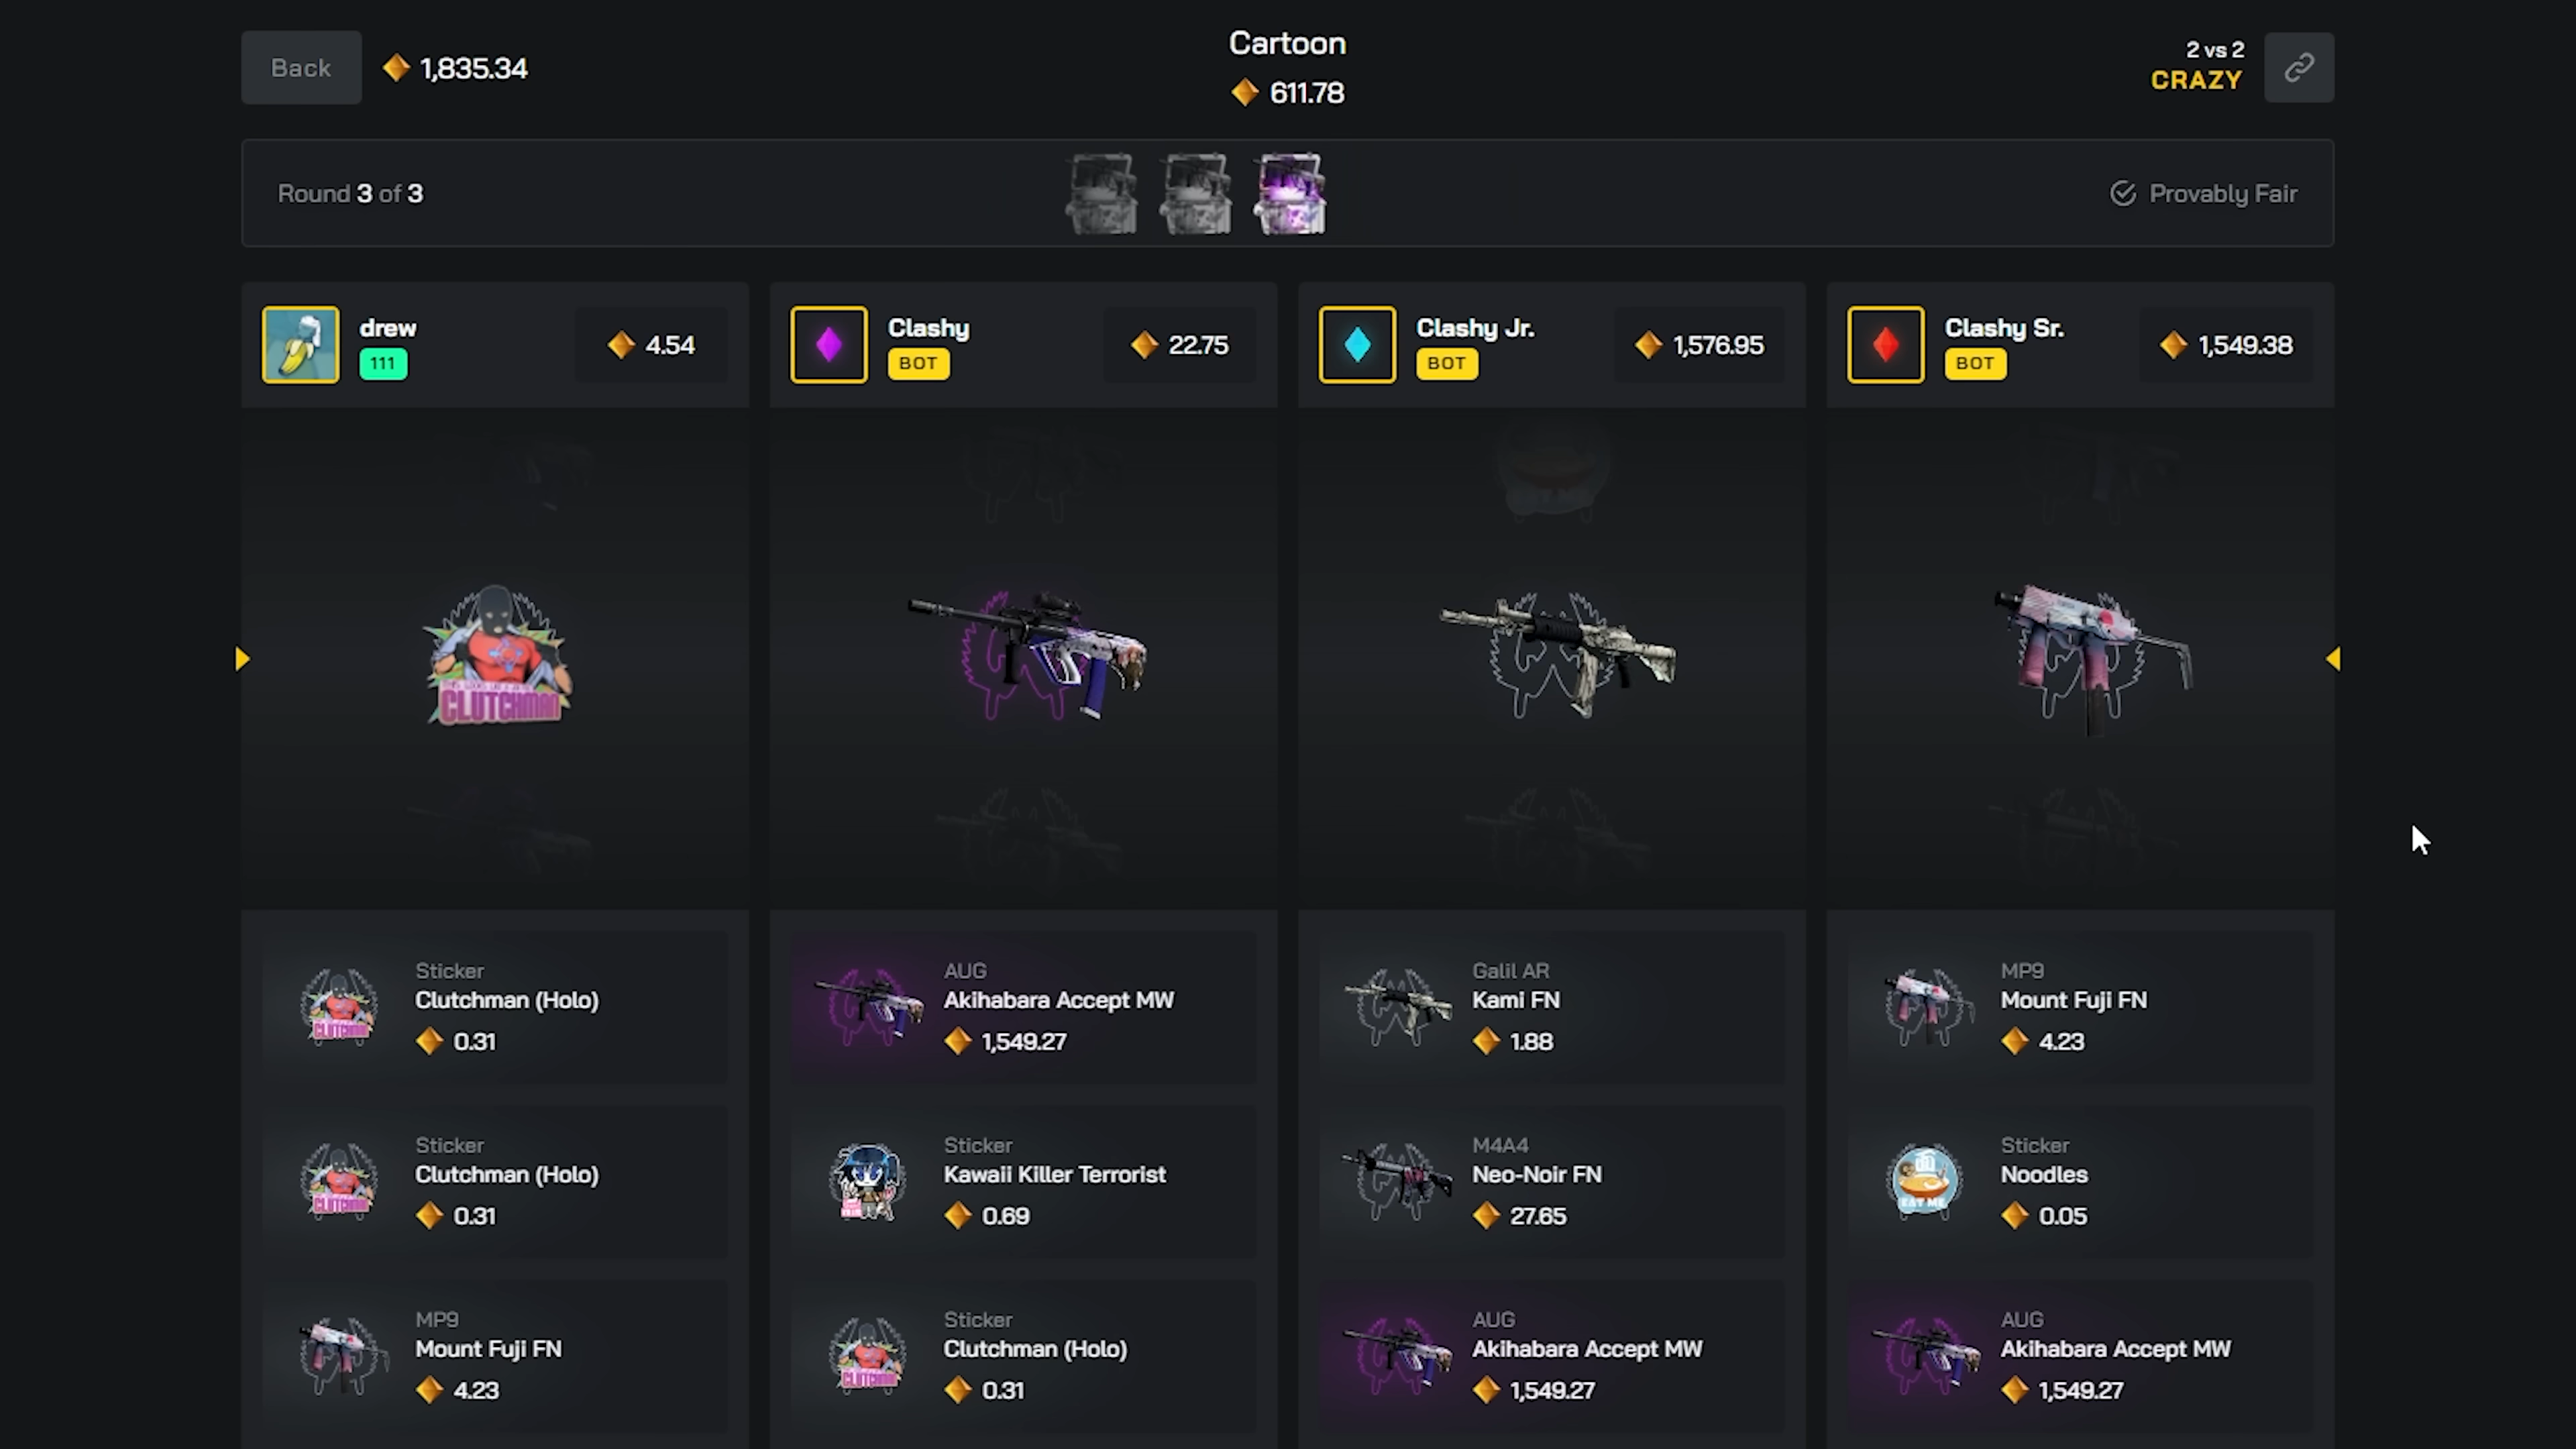 Back
1,835.34
Cartoon
611.78
2 vs 2
CRAZY
Round 3 of 3
Provably Fair
drew
111
4.54
Clashy
BOT
22.75
Clashy Jr.
BOT
1,576.95
Clashy Sr.
BOT
1,549.38
CLUTCHMAN
Sticker
Clutchman (Holo)
0.31
AUG
Akihabara Accept MW
1,549.27
Galil AR
Kami FN
1.88
MP9
Mount Fuji FN
4.23
Sticker
Clutchman (Holo)
0.31
Sticker
Kawaii Killer Terrorist
0.69
M4A4
Neo-Noir FN
27.65
Sticker
Noodles
0.05
EAT ME
MP9
Mount Fuji FN
4.23
Sticker
Clutchman (Holo)
0.31
AUG
Akihabara Accept MW
1,549.27
AUG
Akihabara Accept MW
1,549.27